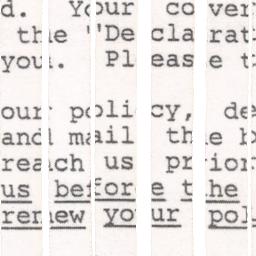 d. Your cover
the "Declarat
you. Please t
our policy, de
and mail the b
reach us prior
us before the
renew your pol